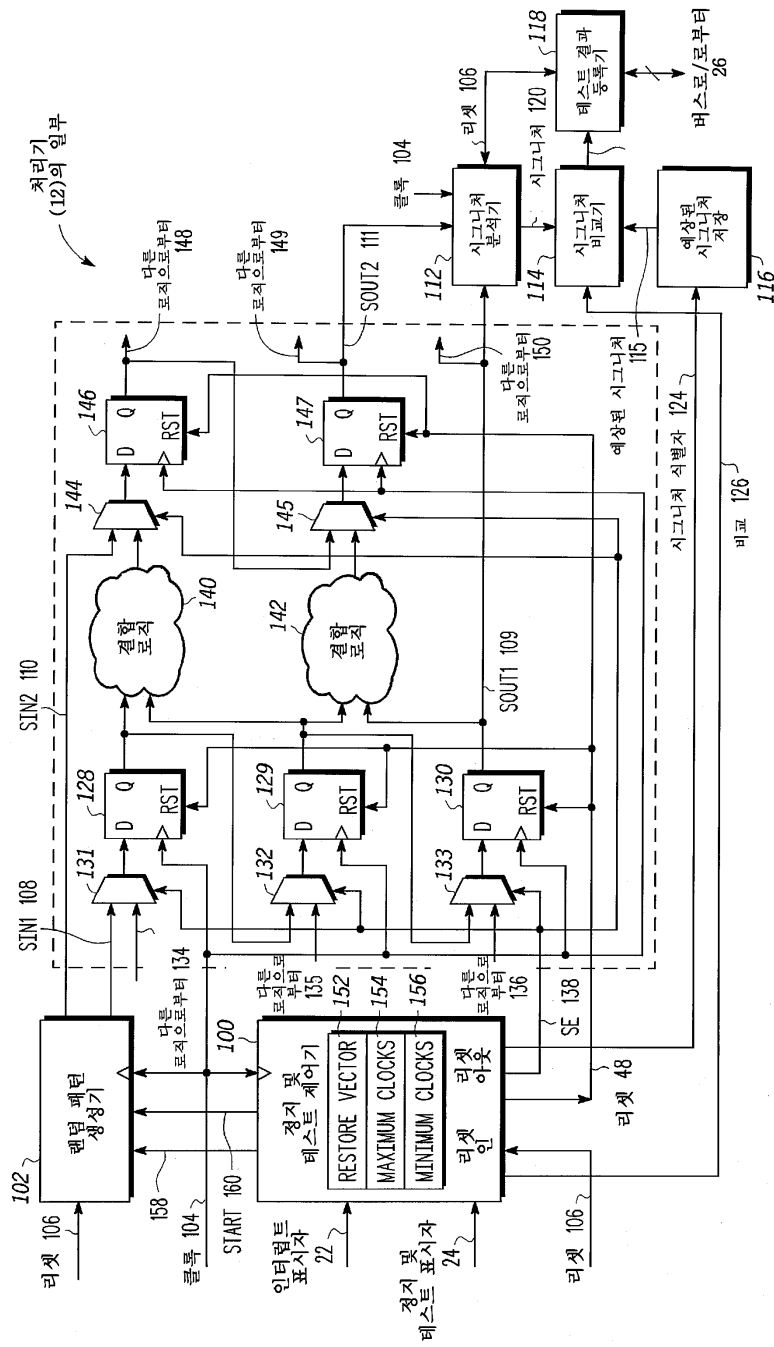 처리기
(12)의 일부
SIN1 108
SIN2 110
102
랜덤 패턴
생성기
리셋 106
158
클록 104
START 160
다른
로직으로부터 134
100
정지 및
테스트 제어기
RESTORE VECTOR
152
MAXIMUM CLOCKS
154
MINIMUM CLOCKS
156
인터럽트
표시자
22
정지 및
테스트 표시자
24
리셋
인
리셋
아웃
리셋 106
리셋 48
SE 138
131
128
D Q
RST
다른
로직으로
부터
135
132
129
D Q
RST
다른
로직으로
부터
136
133
130
D Q
RST
결합
로직
140
결합
로직
142
144
146
D Q
RST
145
147
D Q
RST
다른
로직으로부터
148
다른
로직으로부터
149
SOUT2 111
SOUT1 109
다른
로직으로부터
150
예상된 시그니처
115
시그니처 식별자 124
비교 126
클록 104
리셋 106
112
시그니처
분석기
시그니처 120
114
시그니처
비교기
116
예상된
시그니처
저장
118
테스트 결과
등록기
버스로/로부터
26